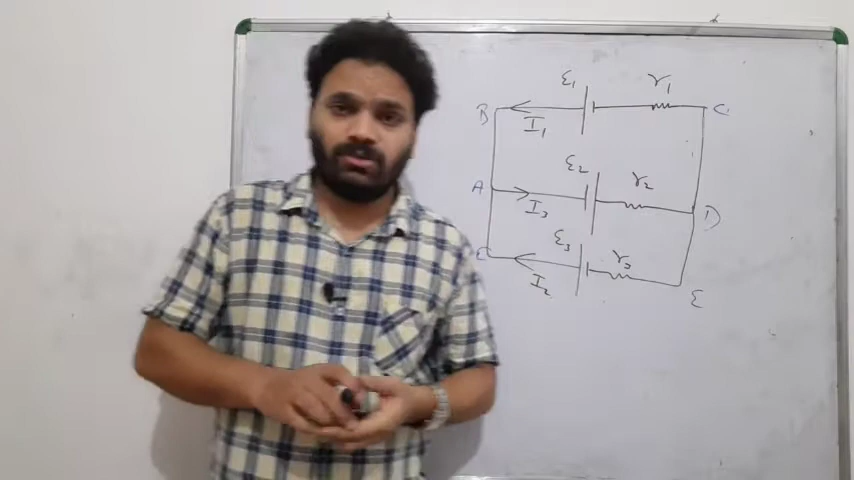 ε₁ r₁
B I₁ C
ε₂ r₂
A I₃ D
ε₃ r₃
E I₂ E